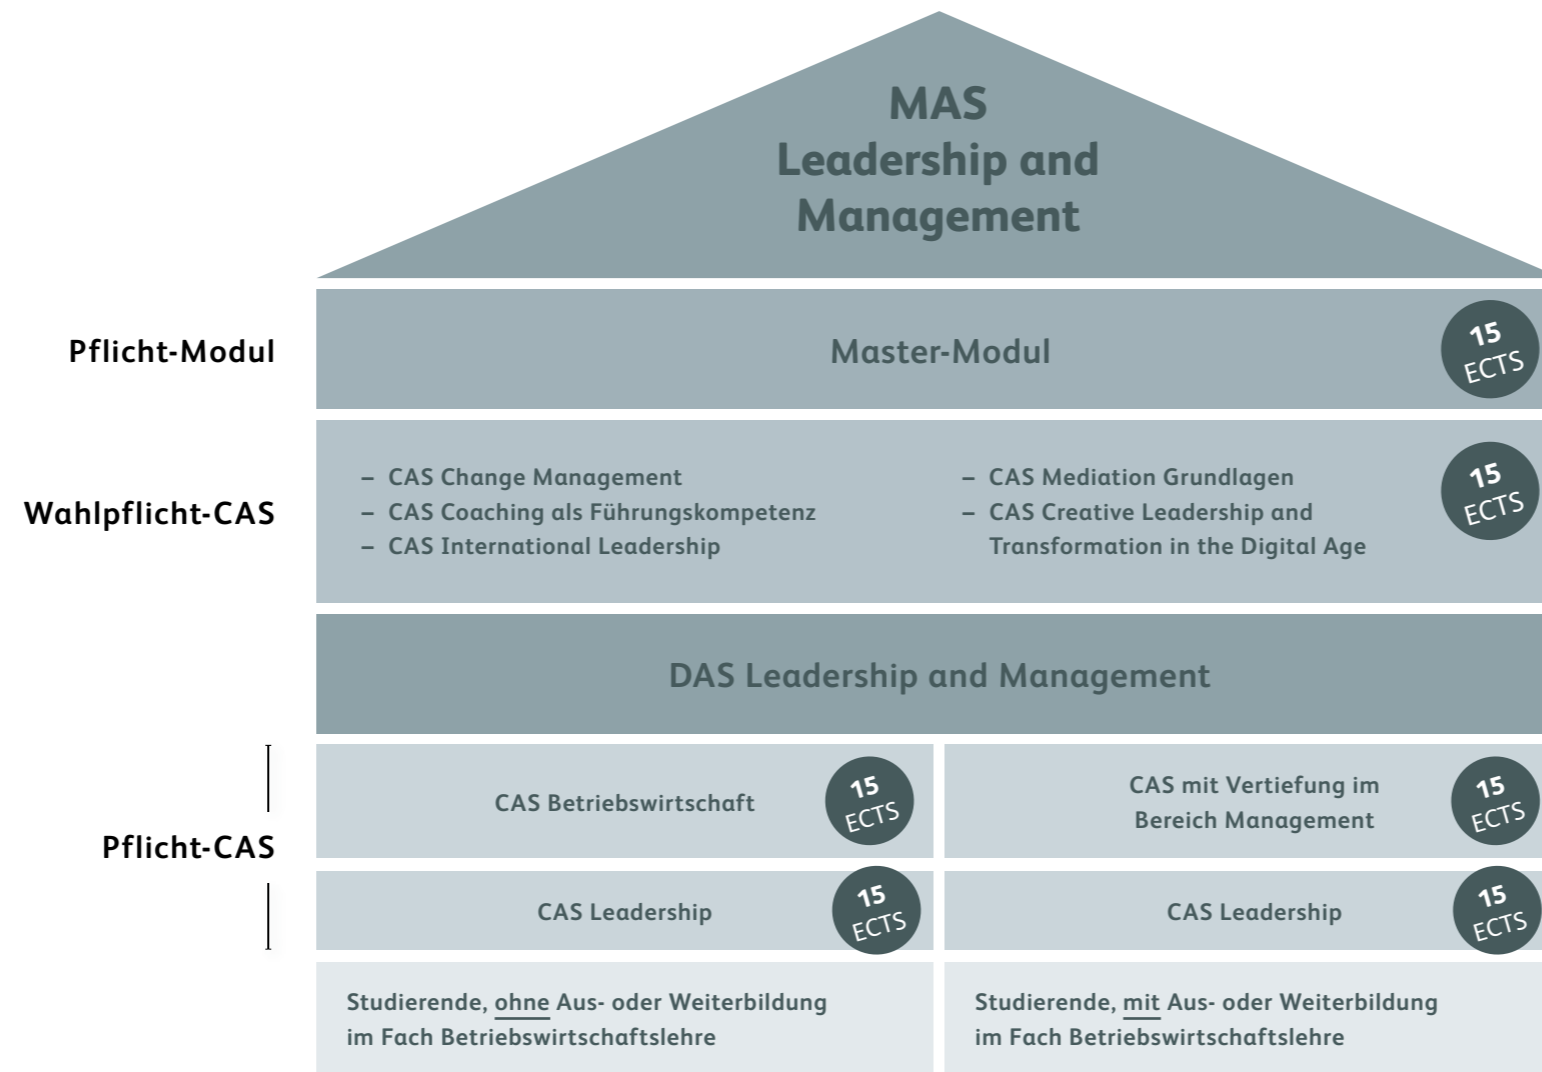 MAS
Leadership and
Management
Pflicht-Modul
Master-Modul
15
ECTS
Wahlpflicht-CAS
– CAS Change Management
– CAS Coaching als Führungskompetenz
– CAS International Leadership
– CAS Mediation Grundlagen
– CAS Creative Leadership and
Transformation in the Digital Age
15
ECTS
DAS Leadership and Management
Pflicht-CAS
CAS Betriebswirtschaft
15
ECTS
CAS mit Vertiefung im
Bereich Management
15
ECTS
CAS Leadership
15
ECTS
CAS Leadership
15
ECTS
Studierende, ohne Aus- oder Weiterbildung
im Fach Betriebswirtschaftslehre
Studierende, mit Aus- oder Weiterbildung
im Fach Betriebswirtschaftslehre